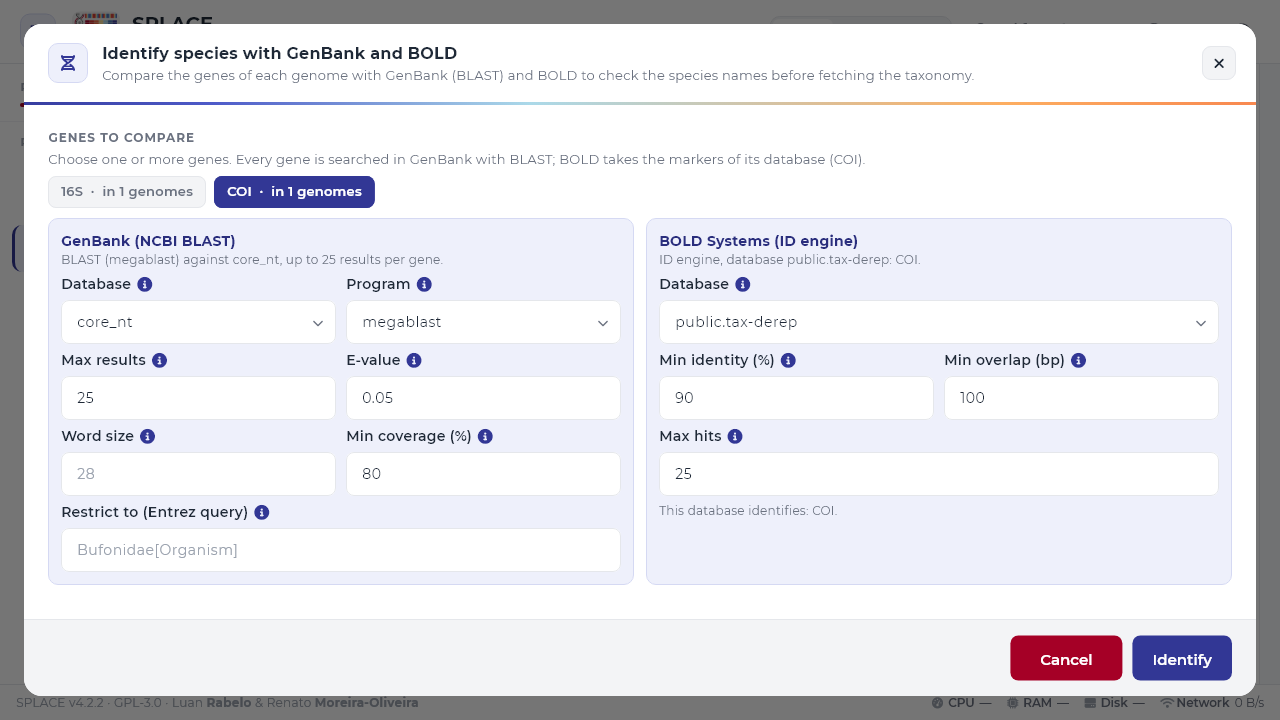 SPLACE
Identify species with GenBank and BOLD
Compare the genes of each genome with GenBank (BLAST) and BOLD to check the species names before fetching the taxonomy.
GENES TO COMPARE
Choose one or more genes. Every gene is searched in GenBank with BLAST; BOLD takes the markers of its database (COI).
16S · in 1 genomes
COI · in 1 genomes
GenBank (NCBI BLAST)
BLAST (megablast) against core_nt, up to 25 results per gene.
Database
Program
core_nt
megablast
Max results
E-value
25
0.05
Word size
Min coverage (%)
28
80
Restrict to (Entrez query)
Bufonidae[Organism]
BOLD Systems (ID engine)
ID engine, database public.tax-derep: COI.
Database
public.tax-derep
Min identity (%)
Min overlap (bp)
90
100
Max hits
25
This database identifies: COI.
Cancel
Identify
SPLACE v4.2.2 · GPL-3.0 · Luan Rabelo & Renato Moreira-Oliveira
CPU —
RAM —
Disk —
Network 0 B/s